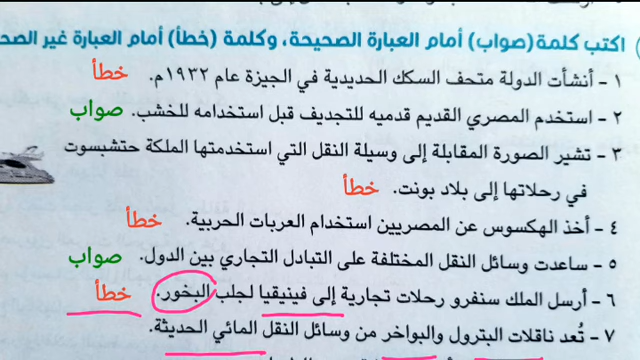 اكتب كلمة (صواب) أمام العبارة الصحيحة، وكلمة (خطأ) أمام العبارة غير
١ - أنشأت الدولة متحف السكك الحديدية في الجيزة عام ١٩٣٢م. خطأ
٢ - استخدم المصري القديم قدميه للتجديف قبل استخدامه للخشب. صواب
٣ - تشير الصورة المقابلة إلى وسيلة النقل التي استخدمتها الملكة حتشبسوت
في رحلاتها إلى بلاد بونت. خطأ
٤ - أخذ الهكسوس عن المصريين استخدام العربات الحربية. خطأ
٥ - ساعدت وسائل النقل المختلفة على التبادل التجاري بين الدول. صواب
٦ - أرسل الملك سنفرو رحلات تجارية إلى فينيقيا لجلب البخور. خطأ
٧ - تُعد ناقلات البترول والبواخر من وسائل النقل المائي الحديثة.